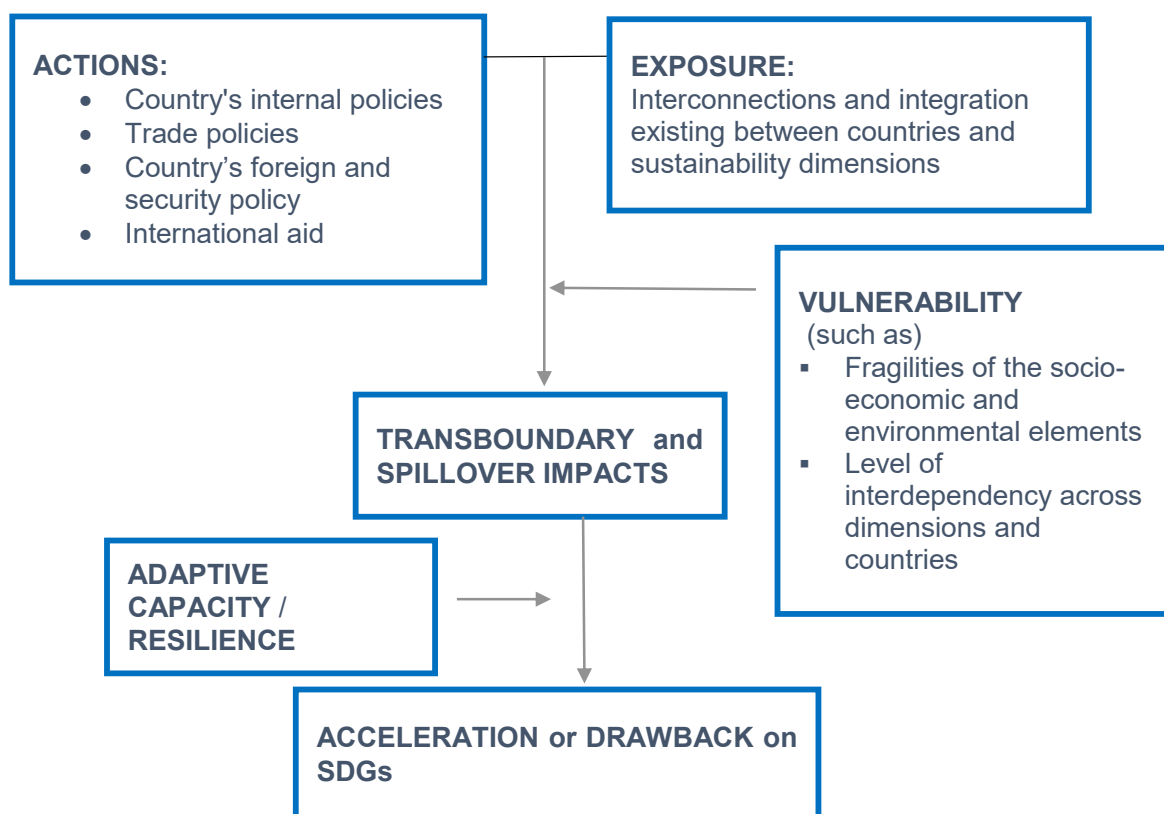 ACTIONS:
• Country's internal policies
• Trade policies
• Country’s foreign and
security policy
• International aid
EXPOSURE:
Interconnections and integration
existing between countries and
sustainability dimensions
VULNERABILITY
(such as)
▪ Fragilities of the socio-
economic and
environmental elements
▪ Level of
interdependency across
dimensions and
countries
TRANSBOUNDARY and
SPILLOVER IMPACTS
ADAPTIVE
CAPACITY /
RESILIENCE
ACCELERATION or DRAWBACK on
SDGs